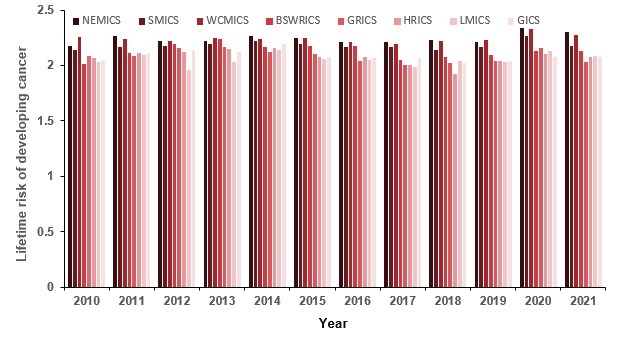 2.5
NEMICS SMICS WCMICS BSWRICS GRICS HRICS LMICS GICS
2
1.5
1
0.5
0
Lifetime risk of developing cancer
2010 2011 2012 2013 2014 2015 2016 2017 2018 2019 2020 2021
Year